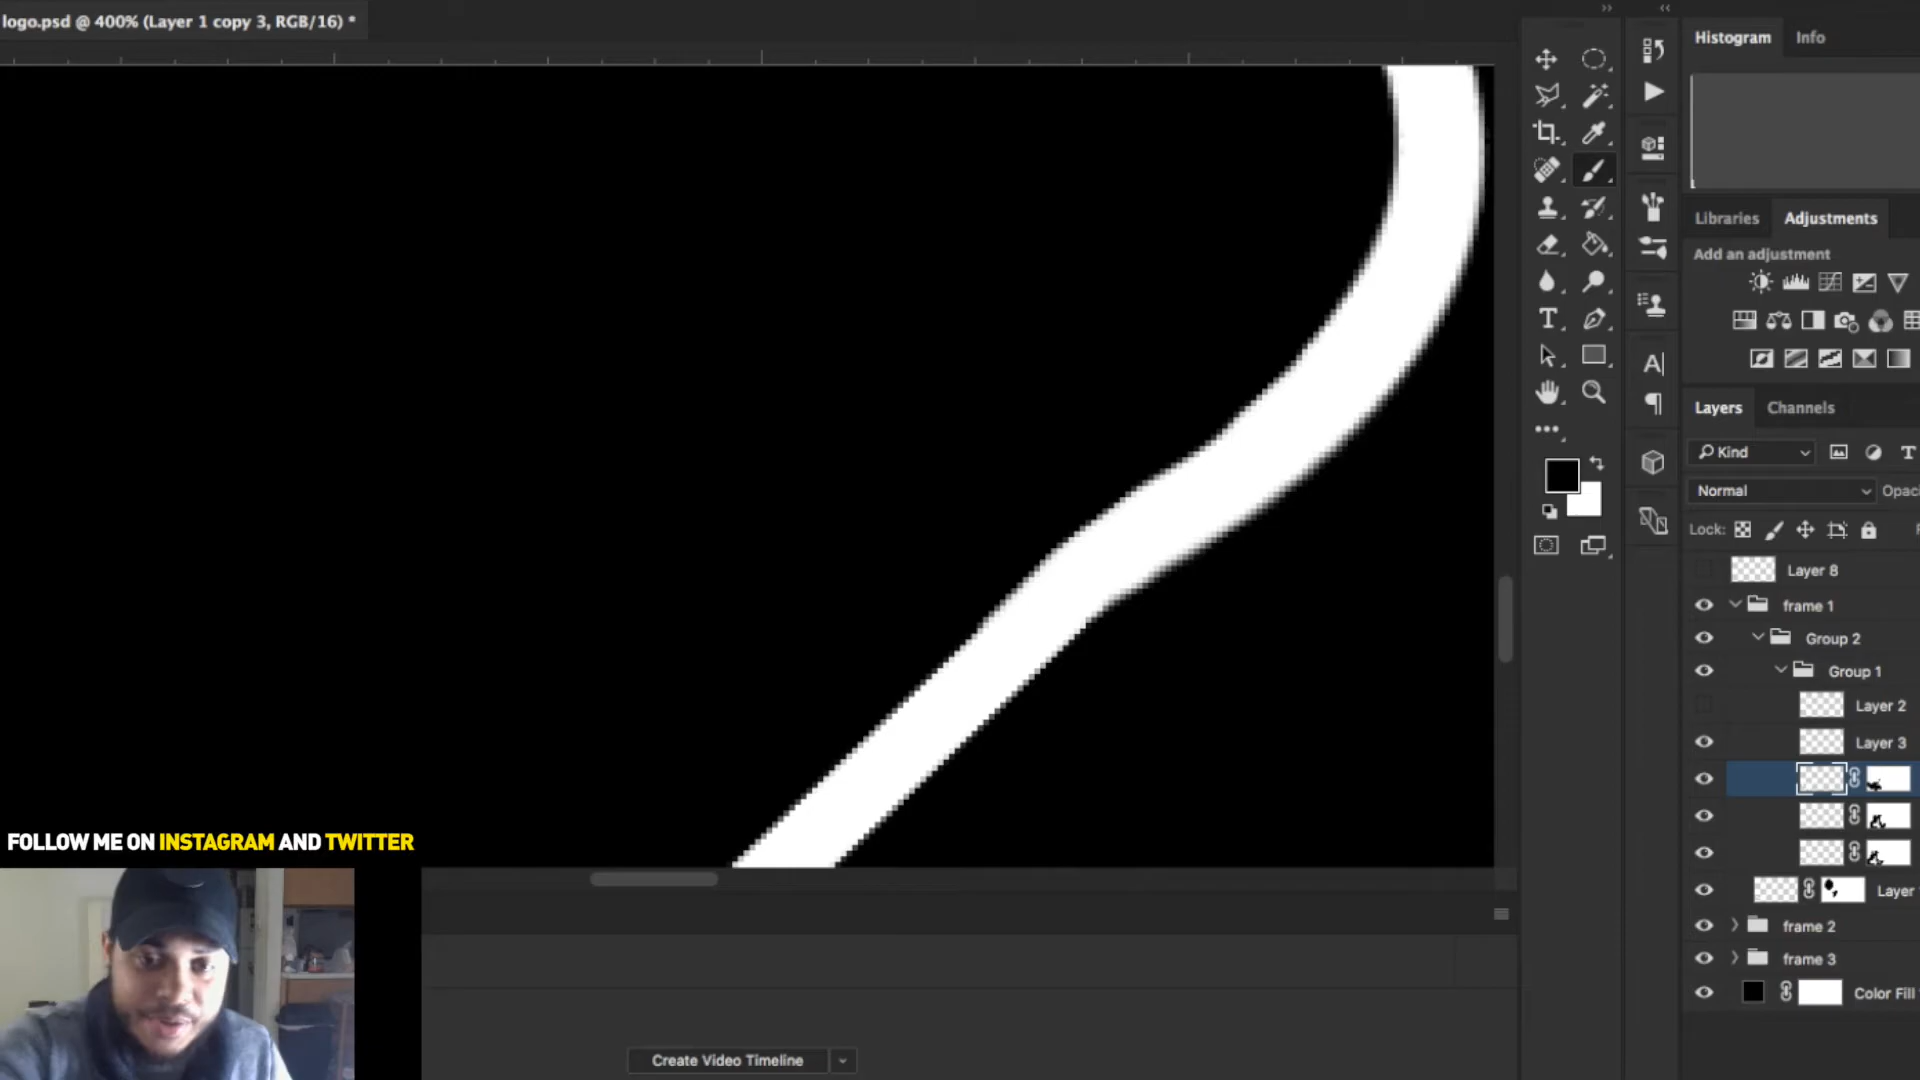 logo.psd @ 400% (Layer 1 copy 3, RGB/16) *
Histogram
Info
Libraries
Adjustments
Add an adjustment
Layers
Channels
Kind
Normal
Lock:
Layer 8
frame 1
Group 2
Group 1
Layer 2
Layer 3
Layer
frame 2
frame 3
Color Fill
FOLLOW ME ON INSTAGRAM AND TWITTER
Create Video Timeline